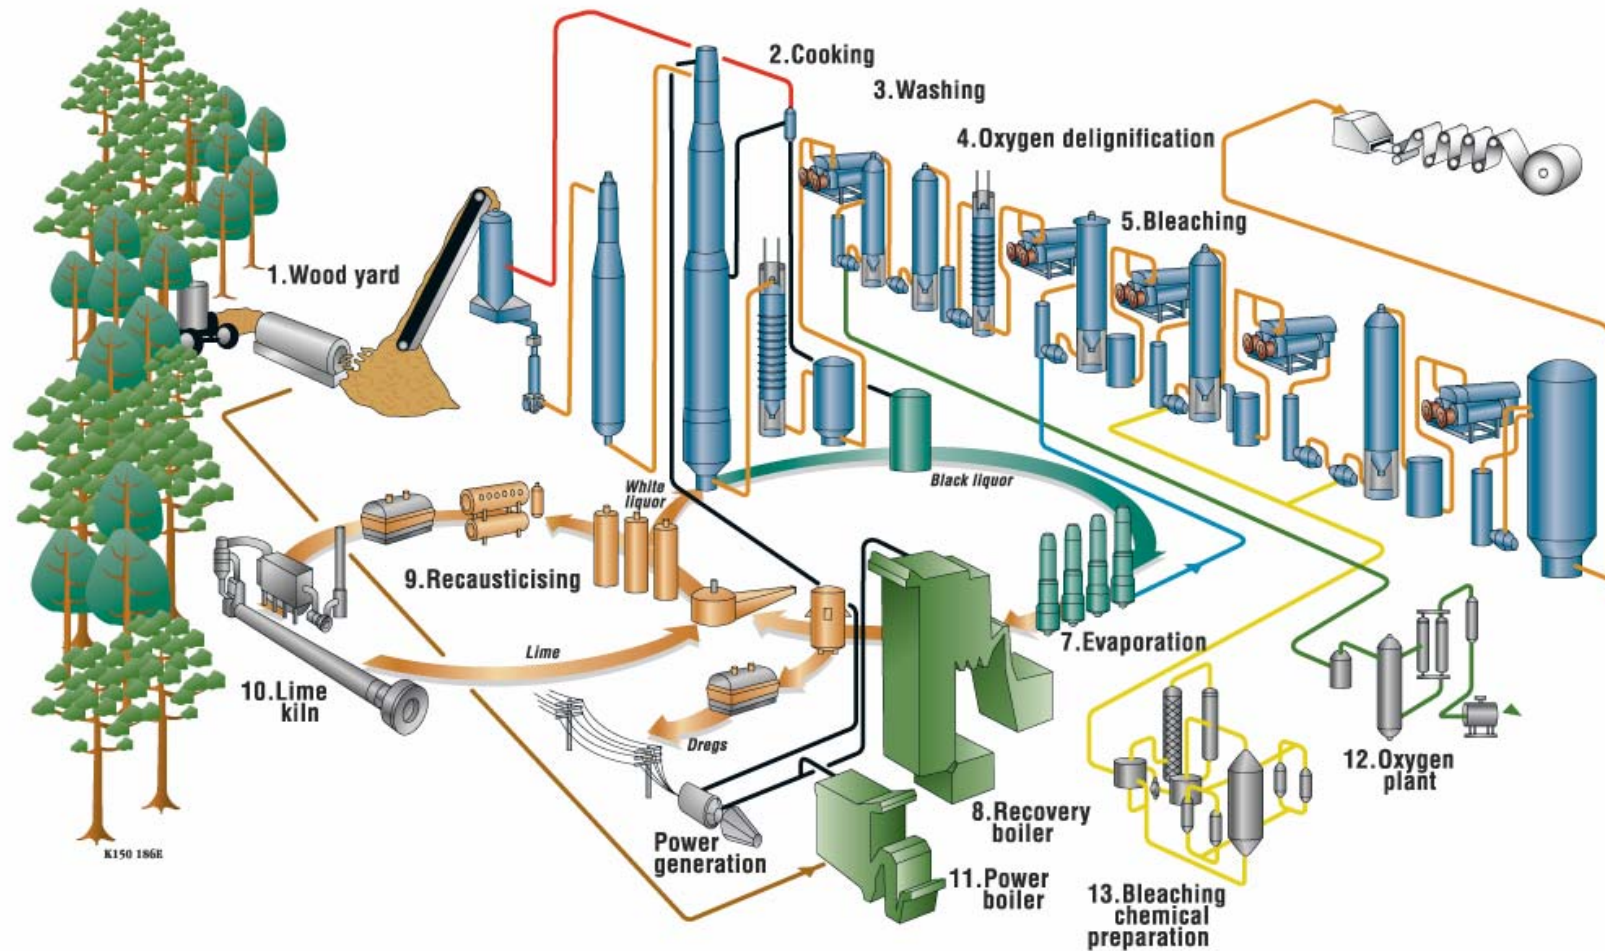 2.Cooking
3.Washing
4.Oxygen delignification
5.Bleaching
1.Wood yard
White
liquor
Black liquor
9.Recausticising
7.Evaporation
Lime
10.Lime
kiln
Dregs
12.Oxygen
plant
8.Recovery
boiler
Power
generation
11.Power
boiler
13.Bleaching
chemical
preparation
K150 186E